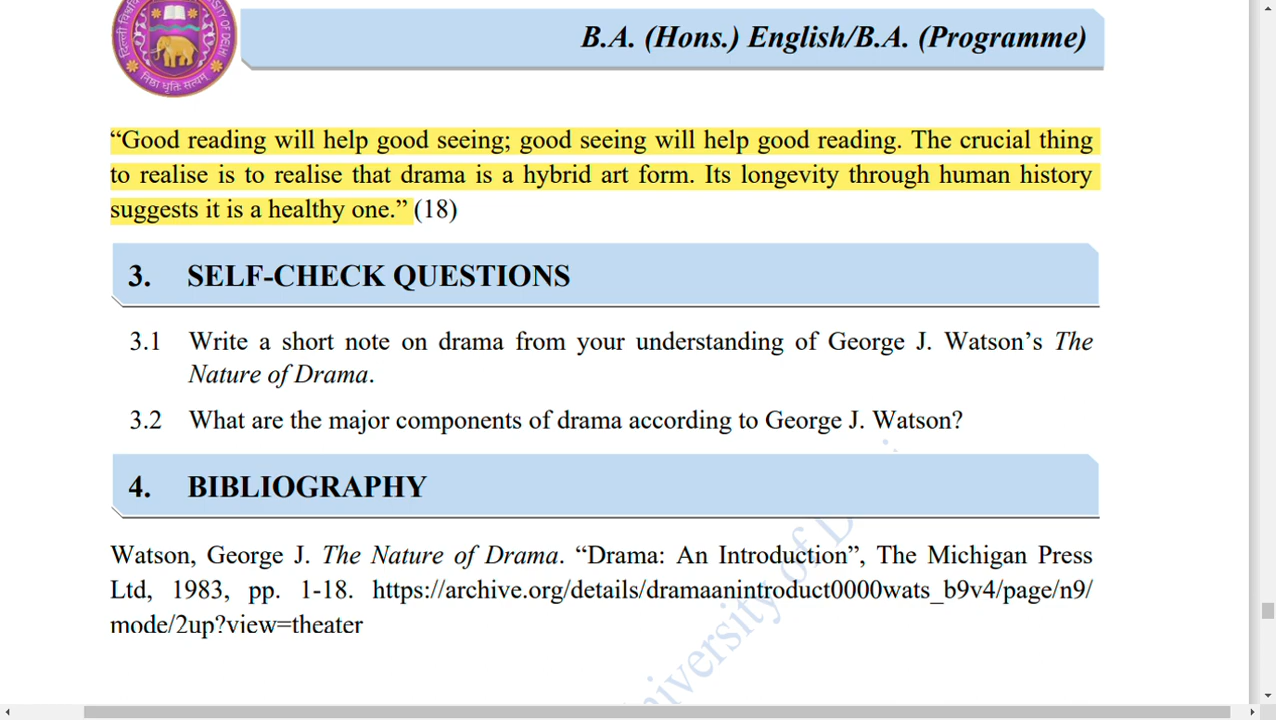 B.A. (Hons.) English/B.A. (Programme)
निष्ठा धृतिः सत्यम्
“Good reading will help good seeing; good seeing will help good reading. The crucial thing
to realise is to realise that drama is a hybrid art form. Its longevity through human history
suggests it is a healthy one.” (18)
3. SELF-CHECK QUESTIONS
3.1 Write a short note on drama from your understanding of George J. Watson’s The
Nature of Drama.
3.2 What are the major components of drama according to George J. Watson?
4. BIBLIOGRAPHY
Watson, George J. The Nature of Drama. “Drama: An Introduction”, The Michigan Press
Ltd, 1983, pp. 1-18. https://archive.org/details/dramaanintroduct0000wats_b9v4/page/n9/
mode/2up?view=theater
niversity of D